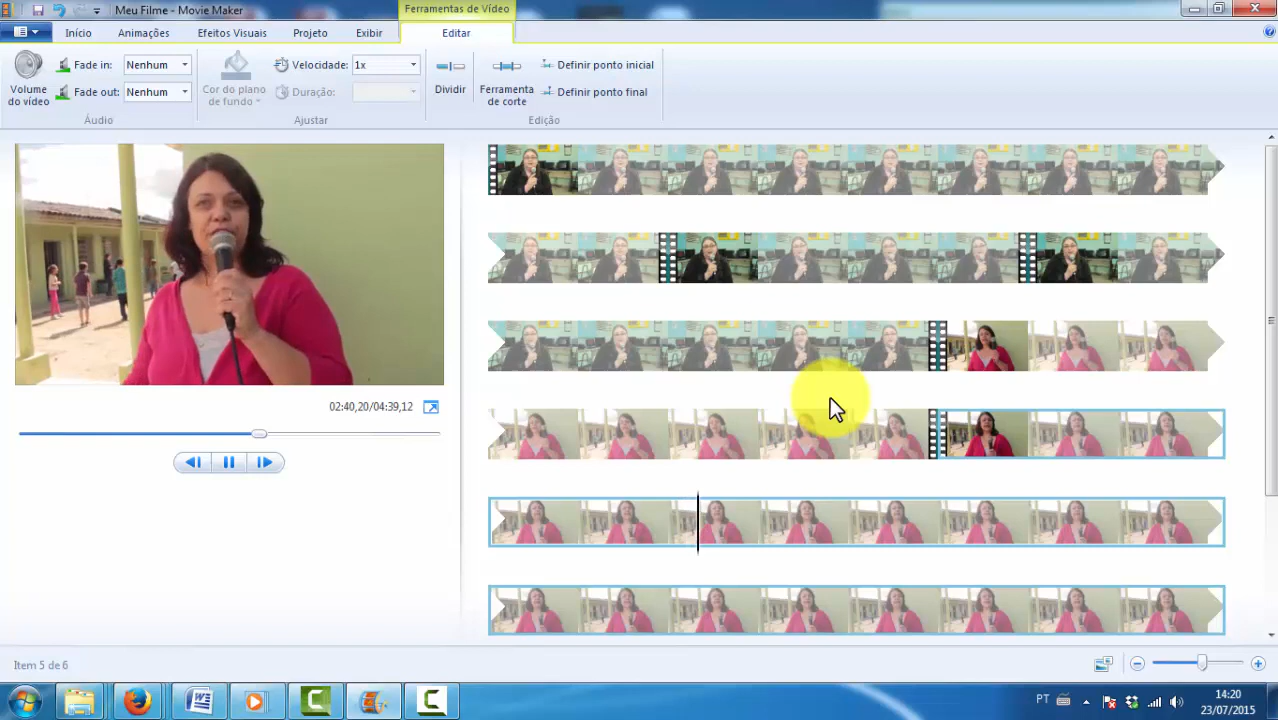 Meu Filme - Movie Maker
Ferramentas de Vídeo
Início
Animações
Efeitos Visuais
Projeto
Exibir
Editar
Volume do vídeo
Fade in:
Nenhum
Fade out:
Nenhum
Áudio
Cor do plano de fundo
Velocidade:
1x
Duração:
Ajustar
Dividir
Ferramenta de corte
Definir ponto inicial
Definir ponto final
Edição
02:40,20/04:39,12
Item 5 de 6
PT
14:20
23/07/2015